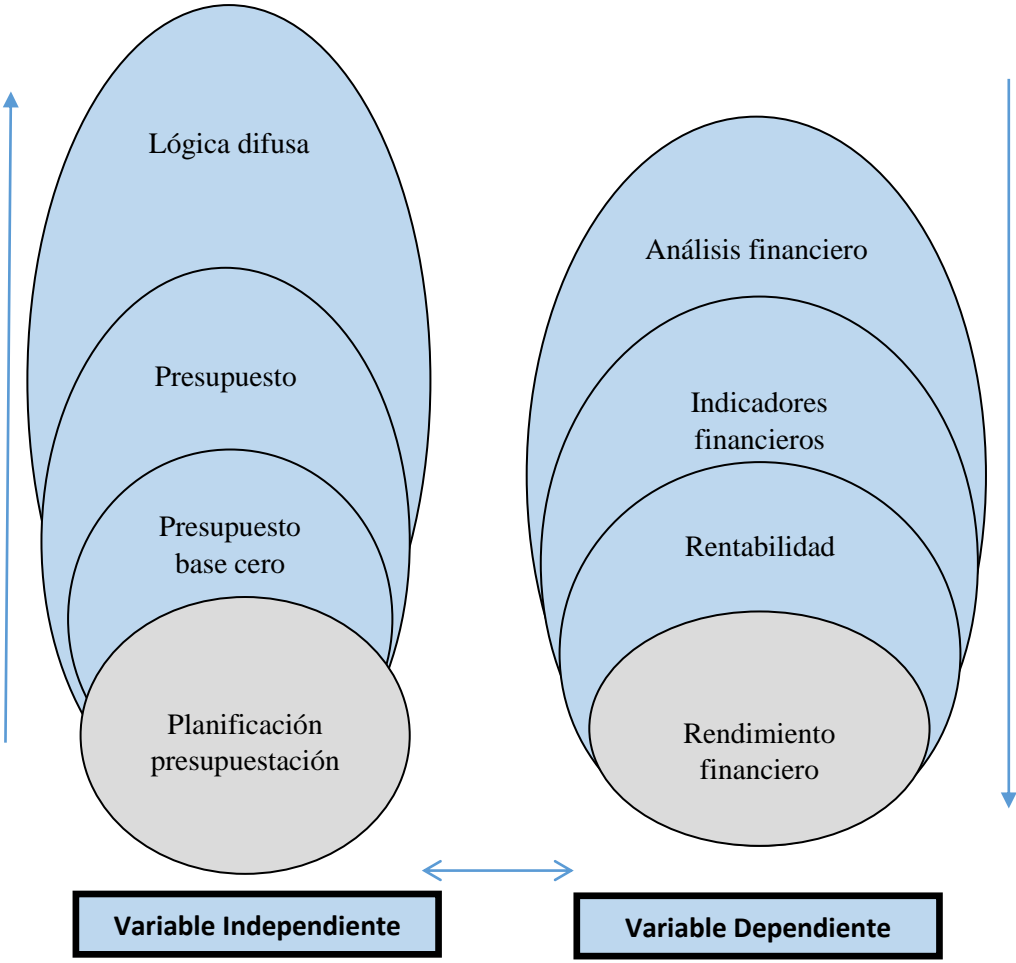 Lógica difusa
Presupuesto
Presupuesto
base cero
Planificación
presupuestación
Variable Independiente
Análisis financiero
Indicadores
financieros
Rentabilidad
Rendimiento
financiero
Variable Dependiente